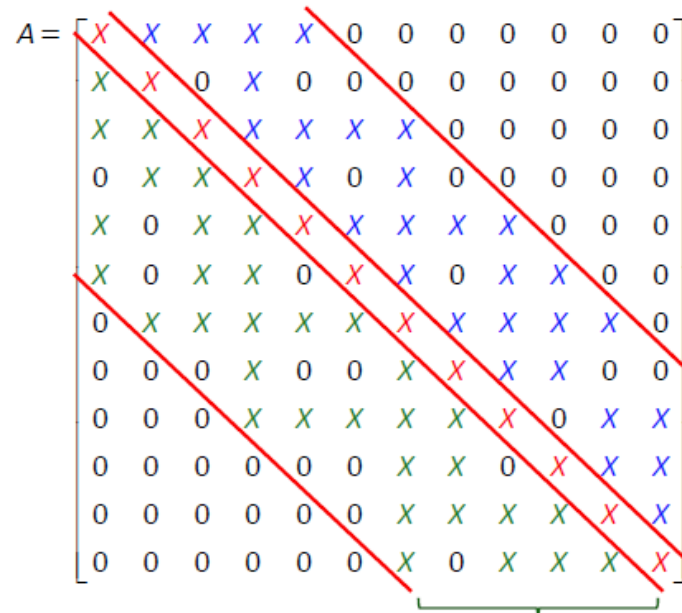 A = X X X X X 0 0 0 0 0 0 0
X X 0 X 0 0 0 0 0 0 0 0
X X X X X X X 0 0 0 0 0
0 X X X X 0 X 0 0 0 0 0
X 0 X X X X X X X 0 0 0
X 0 X X 0 X X 0 X X 0 0
0 X X X X X X X X X X 0
0 0 0 X 0 0 X X X X 0 0
0 0 0 X X X X X X 0 X X
0 0 0 0 0 0 X X 0 X X X
0 0 0 0 0 0 X X X X X X
0 0 0 0 0 0 X 0 X X X X